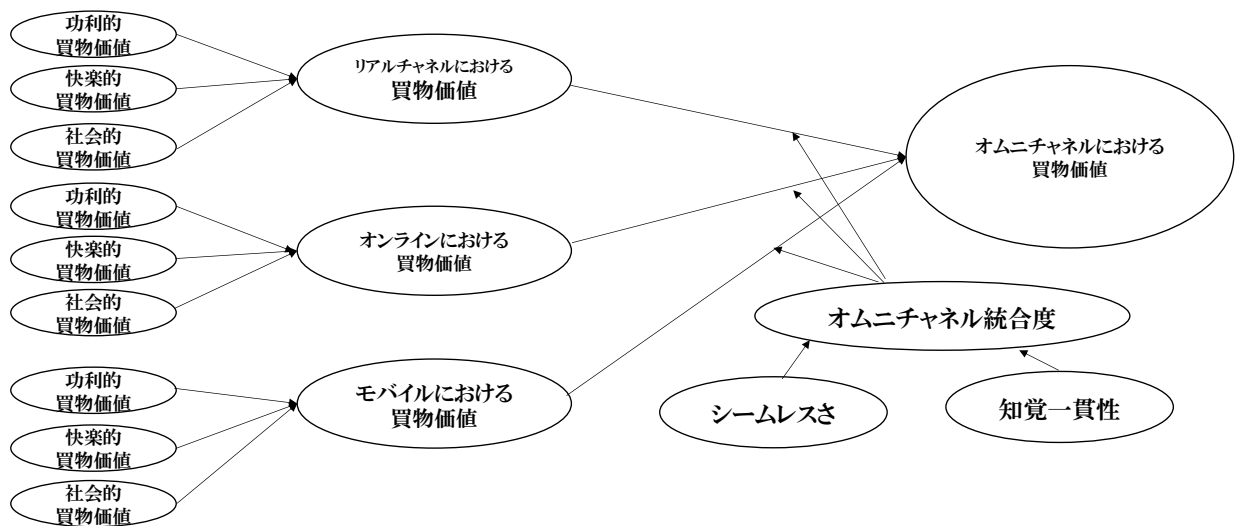 功利的
買物価値
快楽的
買物価値
社会的
買物価値
リアルチャネルにおける
買物価値
功利的
買物価値
快楽的
買物価値
社会的
買物価値
オンラインにおける
買物価値
功利的
買物価値
快楽的
買物価値
社会的
買物価値
モバイルにおける
買物価値
オムニチャネルにおける
買物価値
オムニチャネル統合度
シームレスさ
知覚一貫性